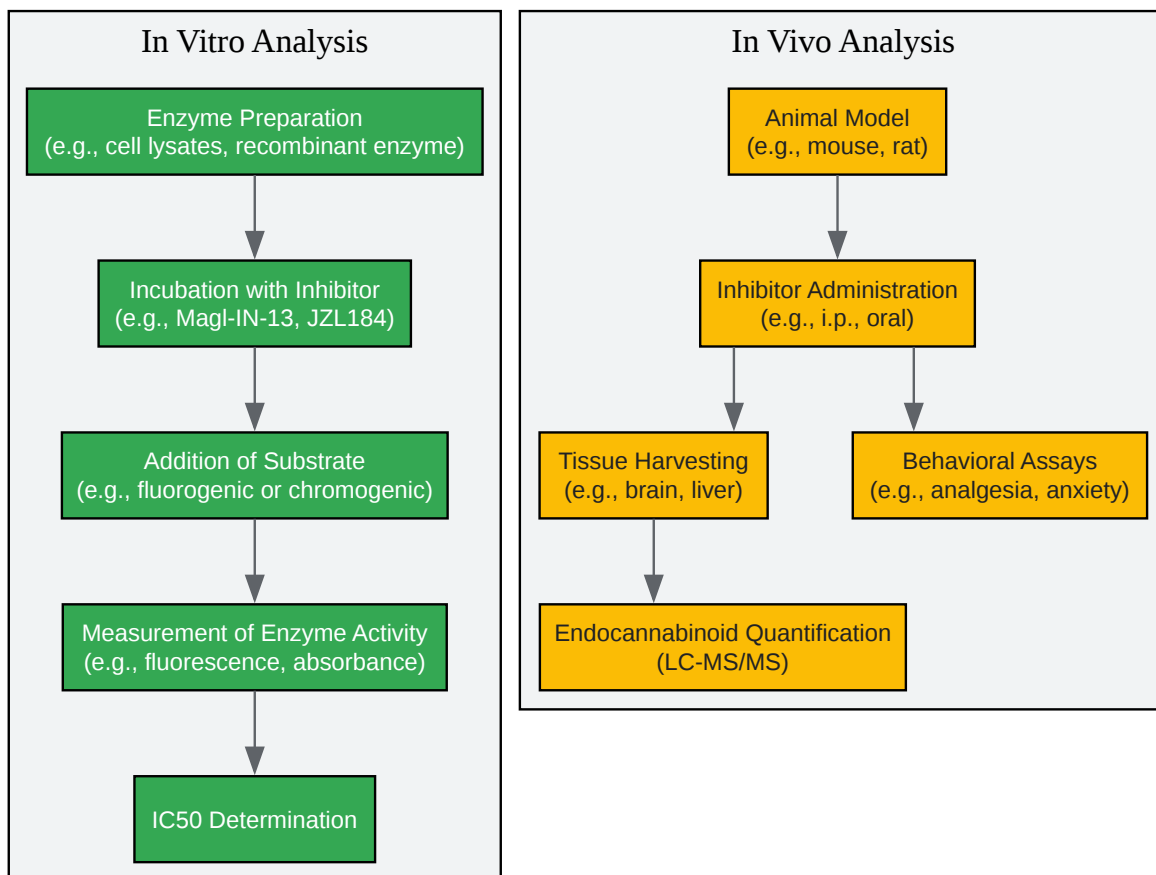 In Vitro Analysis
Enzyme Preparation
(e.g., cell lysates, recombinant enzyme)
Incubation with Inhibitor
(e.g., Magl-IN-13, JZL184)
Addition of Substrate
(e.g., fluorogenic or chromogenic)
Measurement of Enzyme Activity
(e.g., fluorescence, absorbance)
IC50 Determination
In Vivo Analysis
Animal Model
(e.g., mouse, rat)
Inhibitor Administration
(e.g., i.p., oral)
Tissue Harvesting
(e.g., brain, liver)
Behavioral Assays
(e.g., analgesia, anxiety)
Endocannabinoid Quantification
(LC-MS/MS)